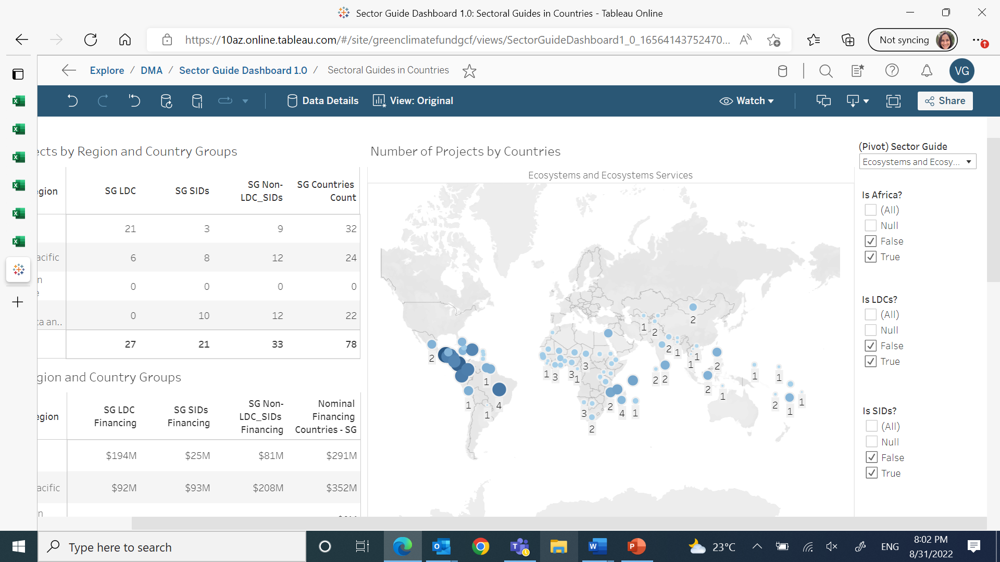 Sector Guide Dashboard 1.0: Sectoral Guides in Countries - Tableau Online
https://10az.online.tableau.com/#/site/greenclimatefundgcf/views/SectorGuideDashboard1_0_16564143752470...
Not syncing
Explore / DMA / Sector Guide Dashboard 1.0 / Sectoral Guides in Countries
VG
Data Details
View: Original
Watch
Share
ects by Region and Country Groups
egion SG LDC SG SIDs SG Non-LDC_SIDs SG Countries Count
21 3 9 32
acific 6 8 12 24
n
e 0 0 0 0
ca an.. 0 10 12 22
27 21 33 78
gion and Country Groups
egion SG LDC Financing SG SIDs Financing SG Non-LDC_SIDs Financing Nominal Financing Countries - SG
$194M $25M $81M $291M
acific $92M $93M $208M $352M
n
Number of Projects by Countries
Ecosystems and Ecosystems Services
2
1 2
2
2 1 1
1 3 3 1 3
1
2
1 1
1
2 2
2
1
1 4
1
3 2 4 1
2
2 1 1
(Pivot) Sector Guide
Ecosystems and Ecosy...
Is Africa?
(All)
Null
False
True
Is LDCs?
(All)
Null
False
True
Is SIDs?
(All)
Null
False
True
Type here to search
23°C
ENG
8:02 PM
8/31/2022